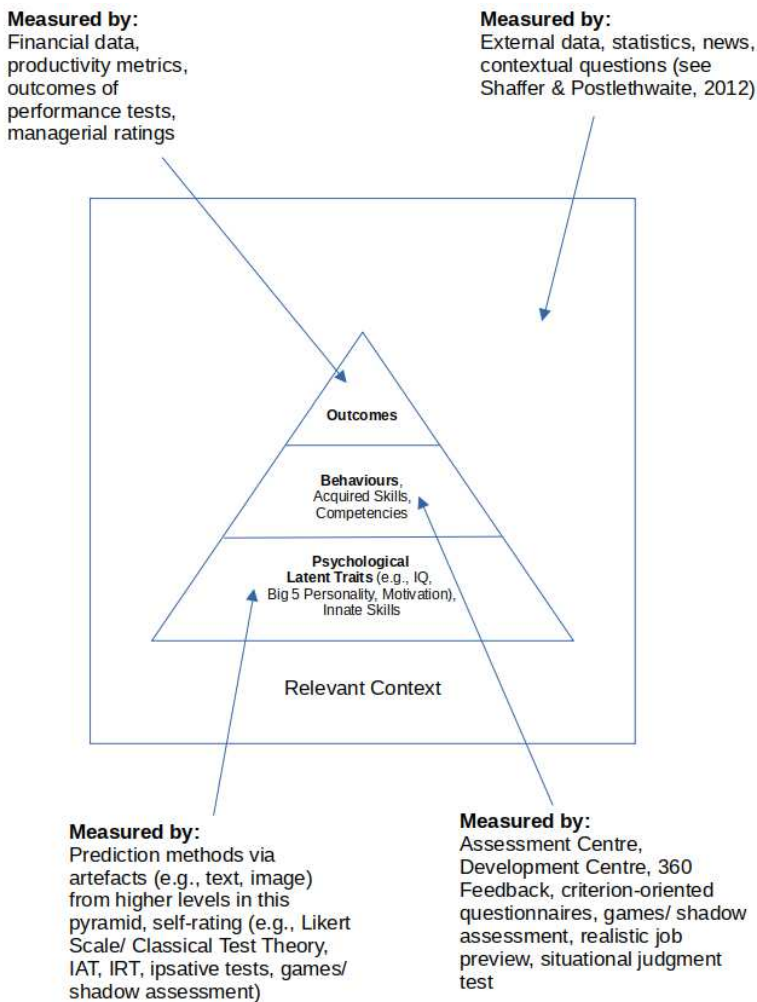 Measured by:
Financial data,
productivity metrics,
outcomes of
performance tests,
managerial ratings
Measured by:
External data, statistics, news,
contextual questions (see
Shaffer & Postlethwaite, 2012)
Outcomes
Behaviours,
Acquired Skills,
Competencies
Psychological
Latent Traits (e.g., IQ,
Big 5 Personality, Motivation),
Innate Skills
Relevant Context
Measured by:
Prediction methods via
artefacts (e.g., text, image)
from higher levels in this
pyramid, self-rating (e.g., Likert
Scale/ Classical Test Theory,
IAT, IRT, ipsative tests, games/
shadow assessment)
Measured by:
Assessment Centre,
Development Centre, 360
Feedback, criterion-oriented
questionnaires, games/ shadow
assessment, realistic job
preview, situational judgment
test